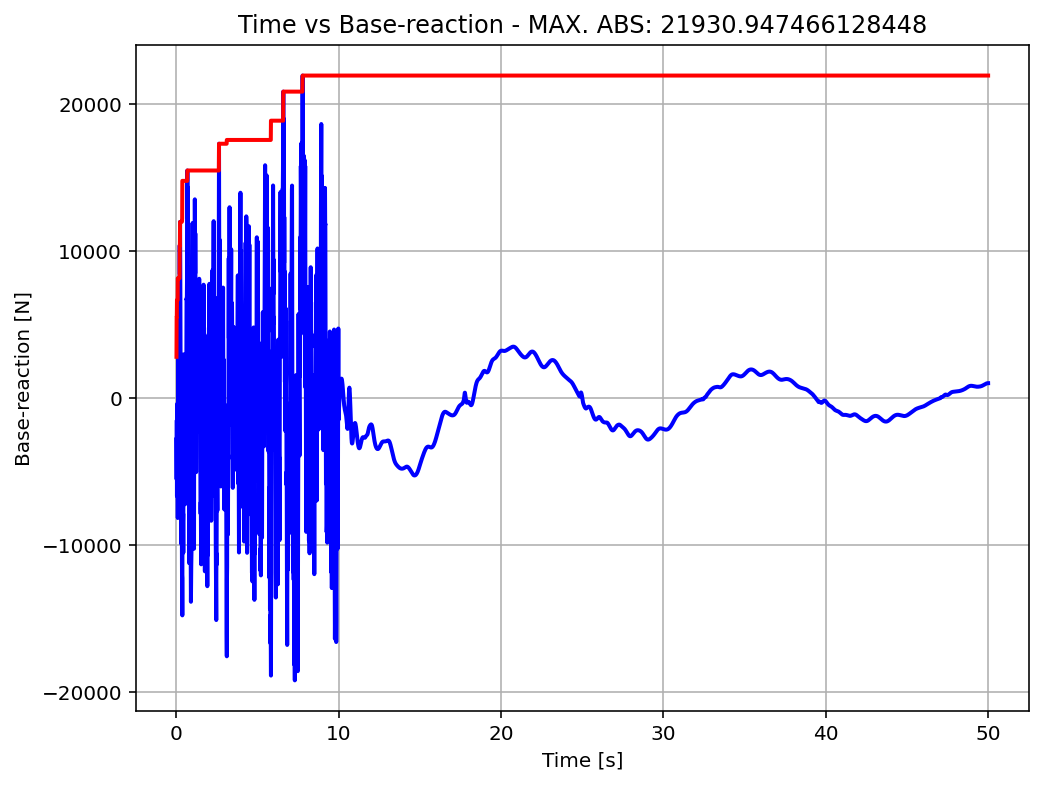 Time vs Base-reaction - MAX. ABS: 21930.947466128448
20000
10000
0
−10000
−20000
Base-reaction [N]
0 10 20 30 40 50
Time [s]